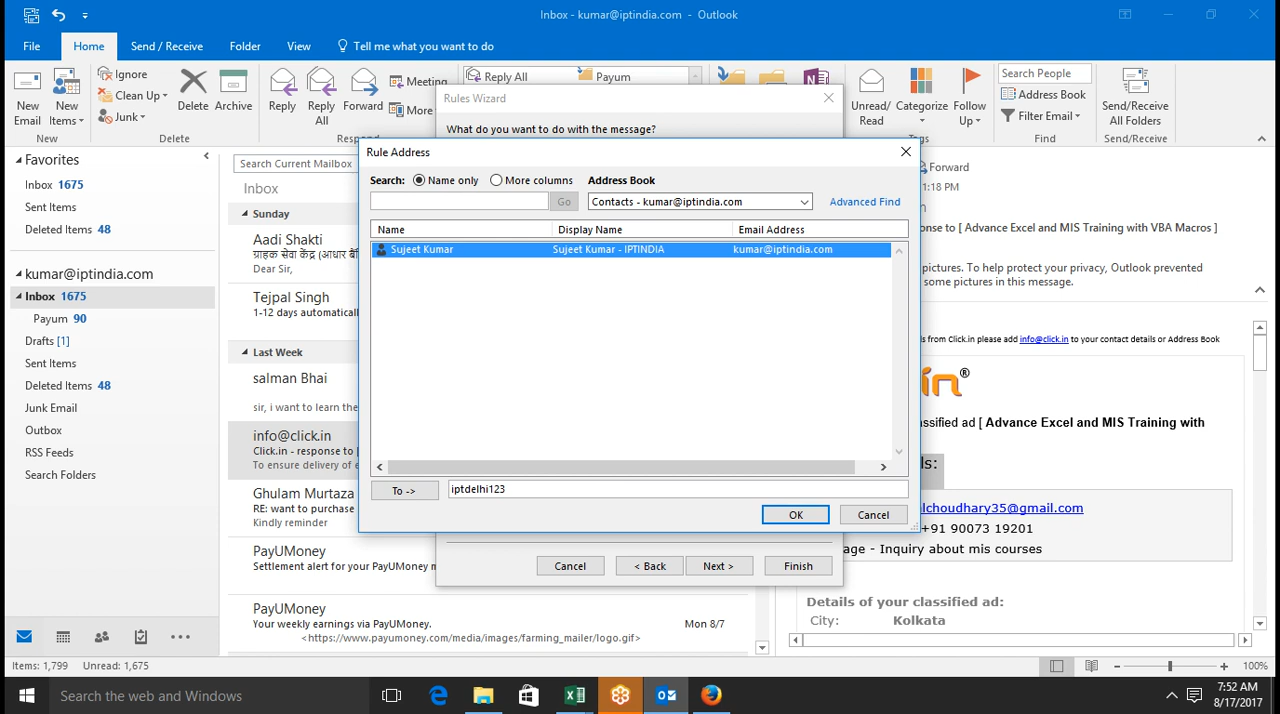 Inbox - kumar@iptindia.com - Outlook
File Home Send / Receive Folder View Tell me what you want to do
New Email
New Items
Ignore
Clean Up
Junk
Delete
Archive
Reply
Reply All
Forward
Meeting
More
Reply All
Payum
Unread/ Read
Categorize
Follow Up
Search People
Address Book
Filter Email
Send/Receive All Folders
New
Delete
Respond
Tags
Find
Send/Receive
Favorites
Inbox 1675
Sent Items
Deleted Items 48
kumar@iptindia.com
Inbox 1675
Payum 90
Drafts [1]
Sent Items
Deleted Items 48
Junk Email
Outbox
RSS Feeds
Search Folders
Search Current Mailbox
Inbox
Sunday
Aadi Shakti
ग्राहक सेवा केंद्र (आधार
Dear Sir,
Tejpal Singh
1-12 days automatical
Last Week
salman Bhai
sir, i want to learn the
info@click.in
Click.in - response to [
To ensure delivery of e
Ghulam Murtaza
RE: want to purchase
Kindly reminder
PayUMoney
Settlement alert for your PayUMoney m
PayUMoney
Your weekly earnings via PayUMoney. Mon 8/7
<https://www.payumoney.com/media/images/farming_mailer/logo.gif>
Rules Wizard
What do you want to do with the message?
Rule Address
Search: Name only More columns Address Book
Go Contacts - kumar@iptindia.com Advanced Find
Name Display Name Email Address
Sujeet Kumar Sujeet Kumar - IPTINDIA kumar@iptindia.com
To -> iptdelhi123
OK Cancel
Cancel < Back Next > Finish
Forward
1:18 PM
onse to [ Advance Excel and MIS Training with VBA Macros ]
pictures. To help protect your privacy, Outlook prevented
some pictures in this message.
s from Click.in please add info@click.in to your contact details or Address Book
in®
ssified ad [ Advance Excel and MIS Training with
ls:
alchoudhary35@gmail.com
+91 90073 19201
age - Inquiry about mis courses
Details of your classified ad:
City: Kolkata
Items: 1,799 Unread: 1,675
100%
Search the web and Windows
7:52 AM
8/17/2017